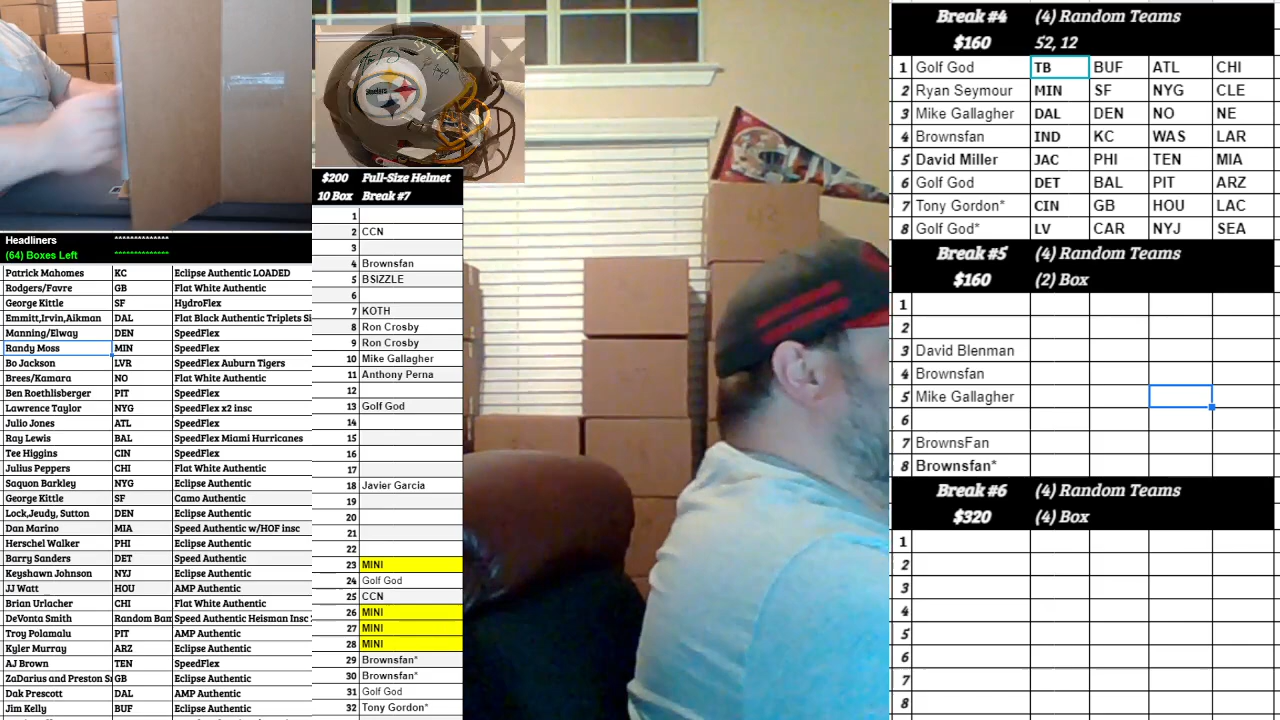 Headliners **************
(64) Boxes Left **************
Patrick Mahomes KC Eclipse Authentic LOADED
Rodgers/Favre GB Flat White Authentic
George Kittle SF HydroFlex
Emmitt,Irvin,Aikman DAL Flat Black Authentic Triplets Si
Manning/Elway DEN SpeedFlex
Randy Moss MIN SpeedFlex
Bo Jackson LVR SpeedFlex Auburn Tigers
Brees/Kamara NO Flat White Authentic
Ben Roethlisberger PIT SpeedFlex
Lawrence Taylor NYG SpeedFlex x2 insc
Julio Jones ATL SpeedFlex
Ray Lewis BAL SpeedFlex Miami Hurricanes
Tee Higgins CIN SpeedFlex
Julius Peppers CHI Flat White Authentic
Saquon Barkley NYG Eclipse Authentic
George Kittle SF Camo Authentic
Lock,Jeudy, Sutton DEN Eclipse Authentic
Dan Marino MIA Speed Authentic w/HOF insc
Herschel Walker PHI Eclipse Authentic
Barry Sanders DET Speed Authentic
Keyshawn Johnson NYJ Eclipse Authentic
JJ Watt HOU AMP Authentic
Brian Urlacher CHI Flat White Authentic
DeVonta Smith Random Bam Speed Authentic Heisman Insc
Troy Polamalu PIT AMP Authentic
Kyler Murray ARZ Eclipse Authentic
AJ Brown TEN SpeedFlex
ZaDarius and Preston S GB Eclipse Authentic
Dak Prescott DAL AMP Authentic
Jim Kelly BUF Eclipse Authentic
Steelers
$200 Full-Size Helmet
10 Box Break #7
1
2 CCN
3
4 Brownsfan
5 BSIZZLE
6
7 KOTH
8 Ron Crosby
9 Ron Crosby
10 Mike Gallagher
11 Anthony Perna
12
13 Golf God
14
15
16
17
18 Javier Garcia
19
20
21
22
23 MINI
24 Golf God
25 CCN
26 MINI
27 MINI
28 MINI
29 Brownsfan*
30 Brownsfan*
31 Golf God
32 Tony Gordon*
Break #4 (4) Random Teams
$160 52, 12
1 Golf God TB BUF ATL CHI
2 Ryan Seymour MIN SF NYG CLE
3 Mike Gallagher DAL DEN NO NE
4 Brownsfan IND KC WAS LAR
5 David Miller JAC PHI TEN MIA
6 Golf God DET BAL PIT ARZ
7 Tony Gordon* CIN GB HOU LAC
8 Golf God* LV CAR NYJ SEA
Break #5 (4) Random Teams
$160 (2) Box
1
2
3 David Blenman
4 Brownsfan
5 Mike Gallagher
6
7 BrownsFan
8 Brownsfan*
Break #6 (4) Random Teams
$320 (4) Box
1
2
3
4
5
6
7
8